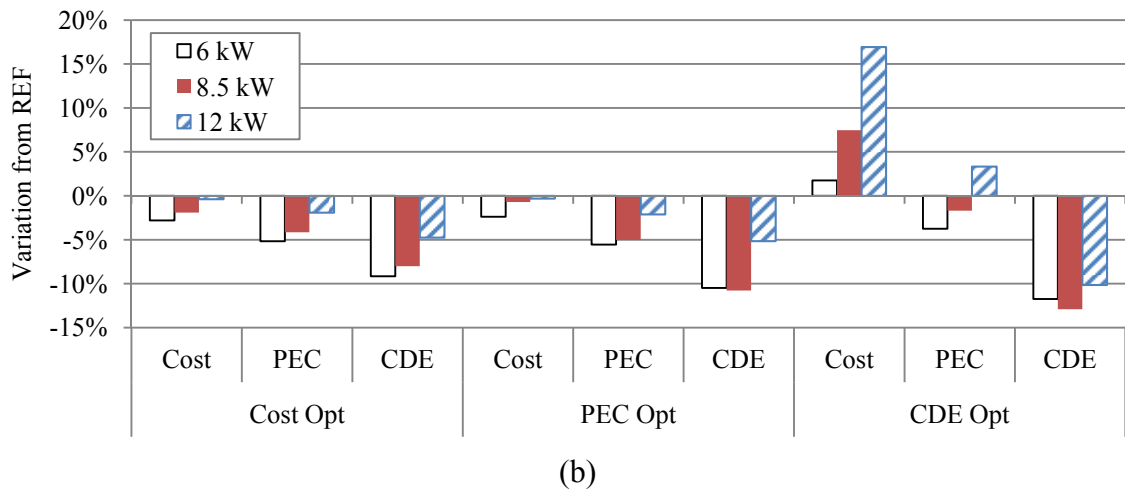 20%
15%
10%
5%
0%
-5%
-10%
-15%
Variation from REF
6 kW
8.5 kW
12 kW
Cost PEC CDE Cost PEC CDE Cost PEC CDE
Cost Opt PEC Opt CDE Opt
(b)